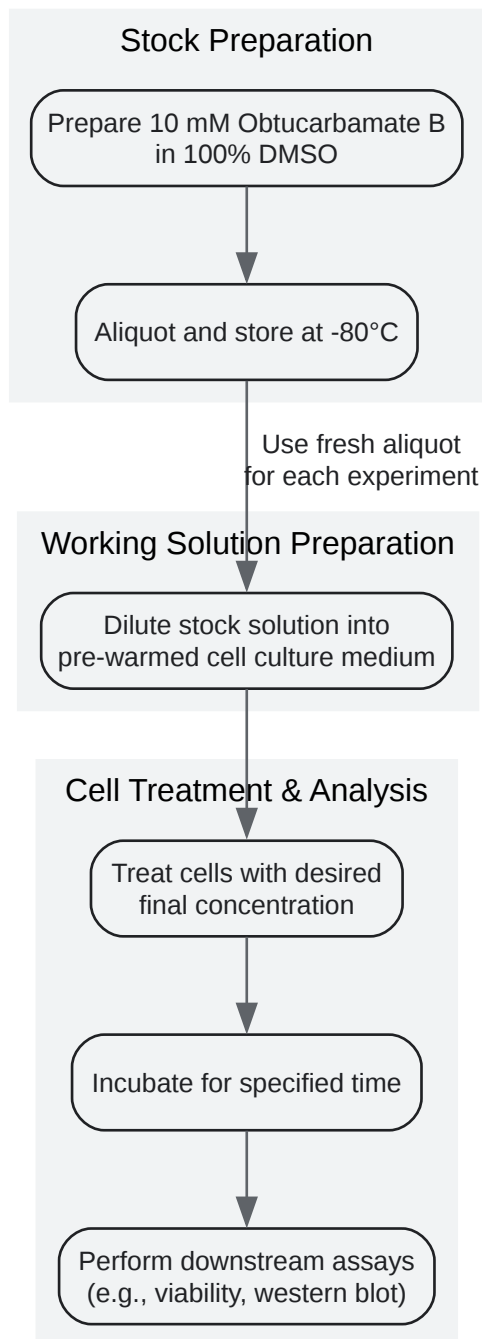 Stock Preparation
Prepare 10 mM Obtucarbamate B
in 100% DMSO
Aliquot and store at -80°C
Use fresh aliquot
for each experiment
Working Solution Preparation
Dilute stock solution into
pre-warmed cell culture medium
Cell Treatment & Analysis
Treat cells with desired
final concentration
Incubate for specified time
Perform downstream assays
(e.g., viability, western blot)